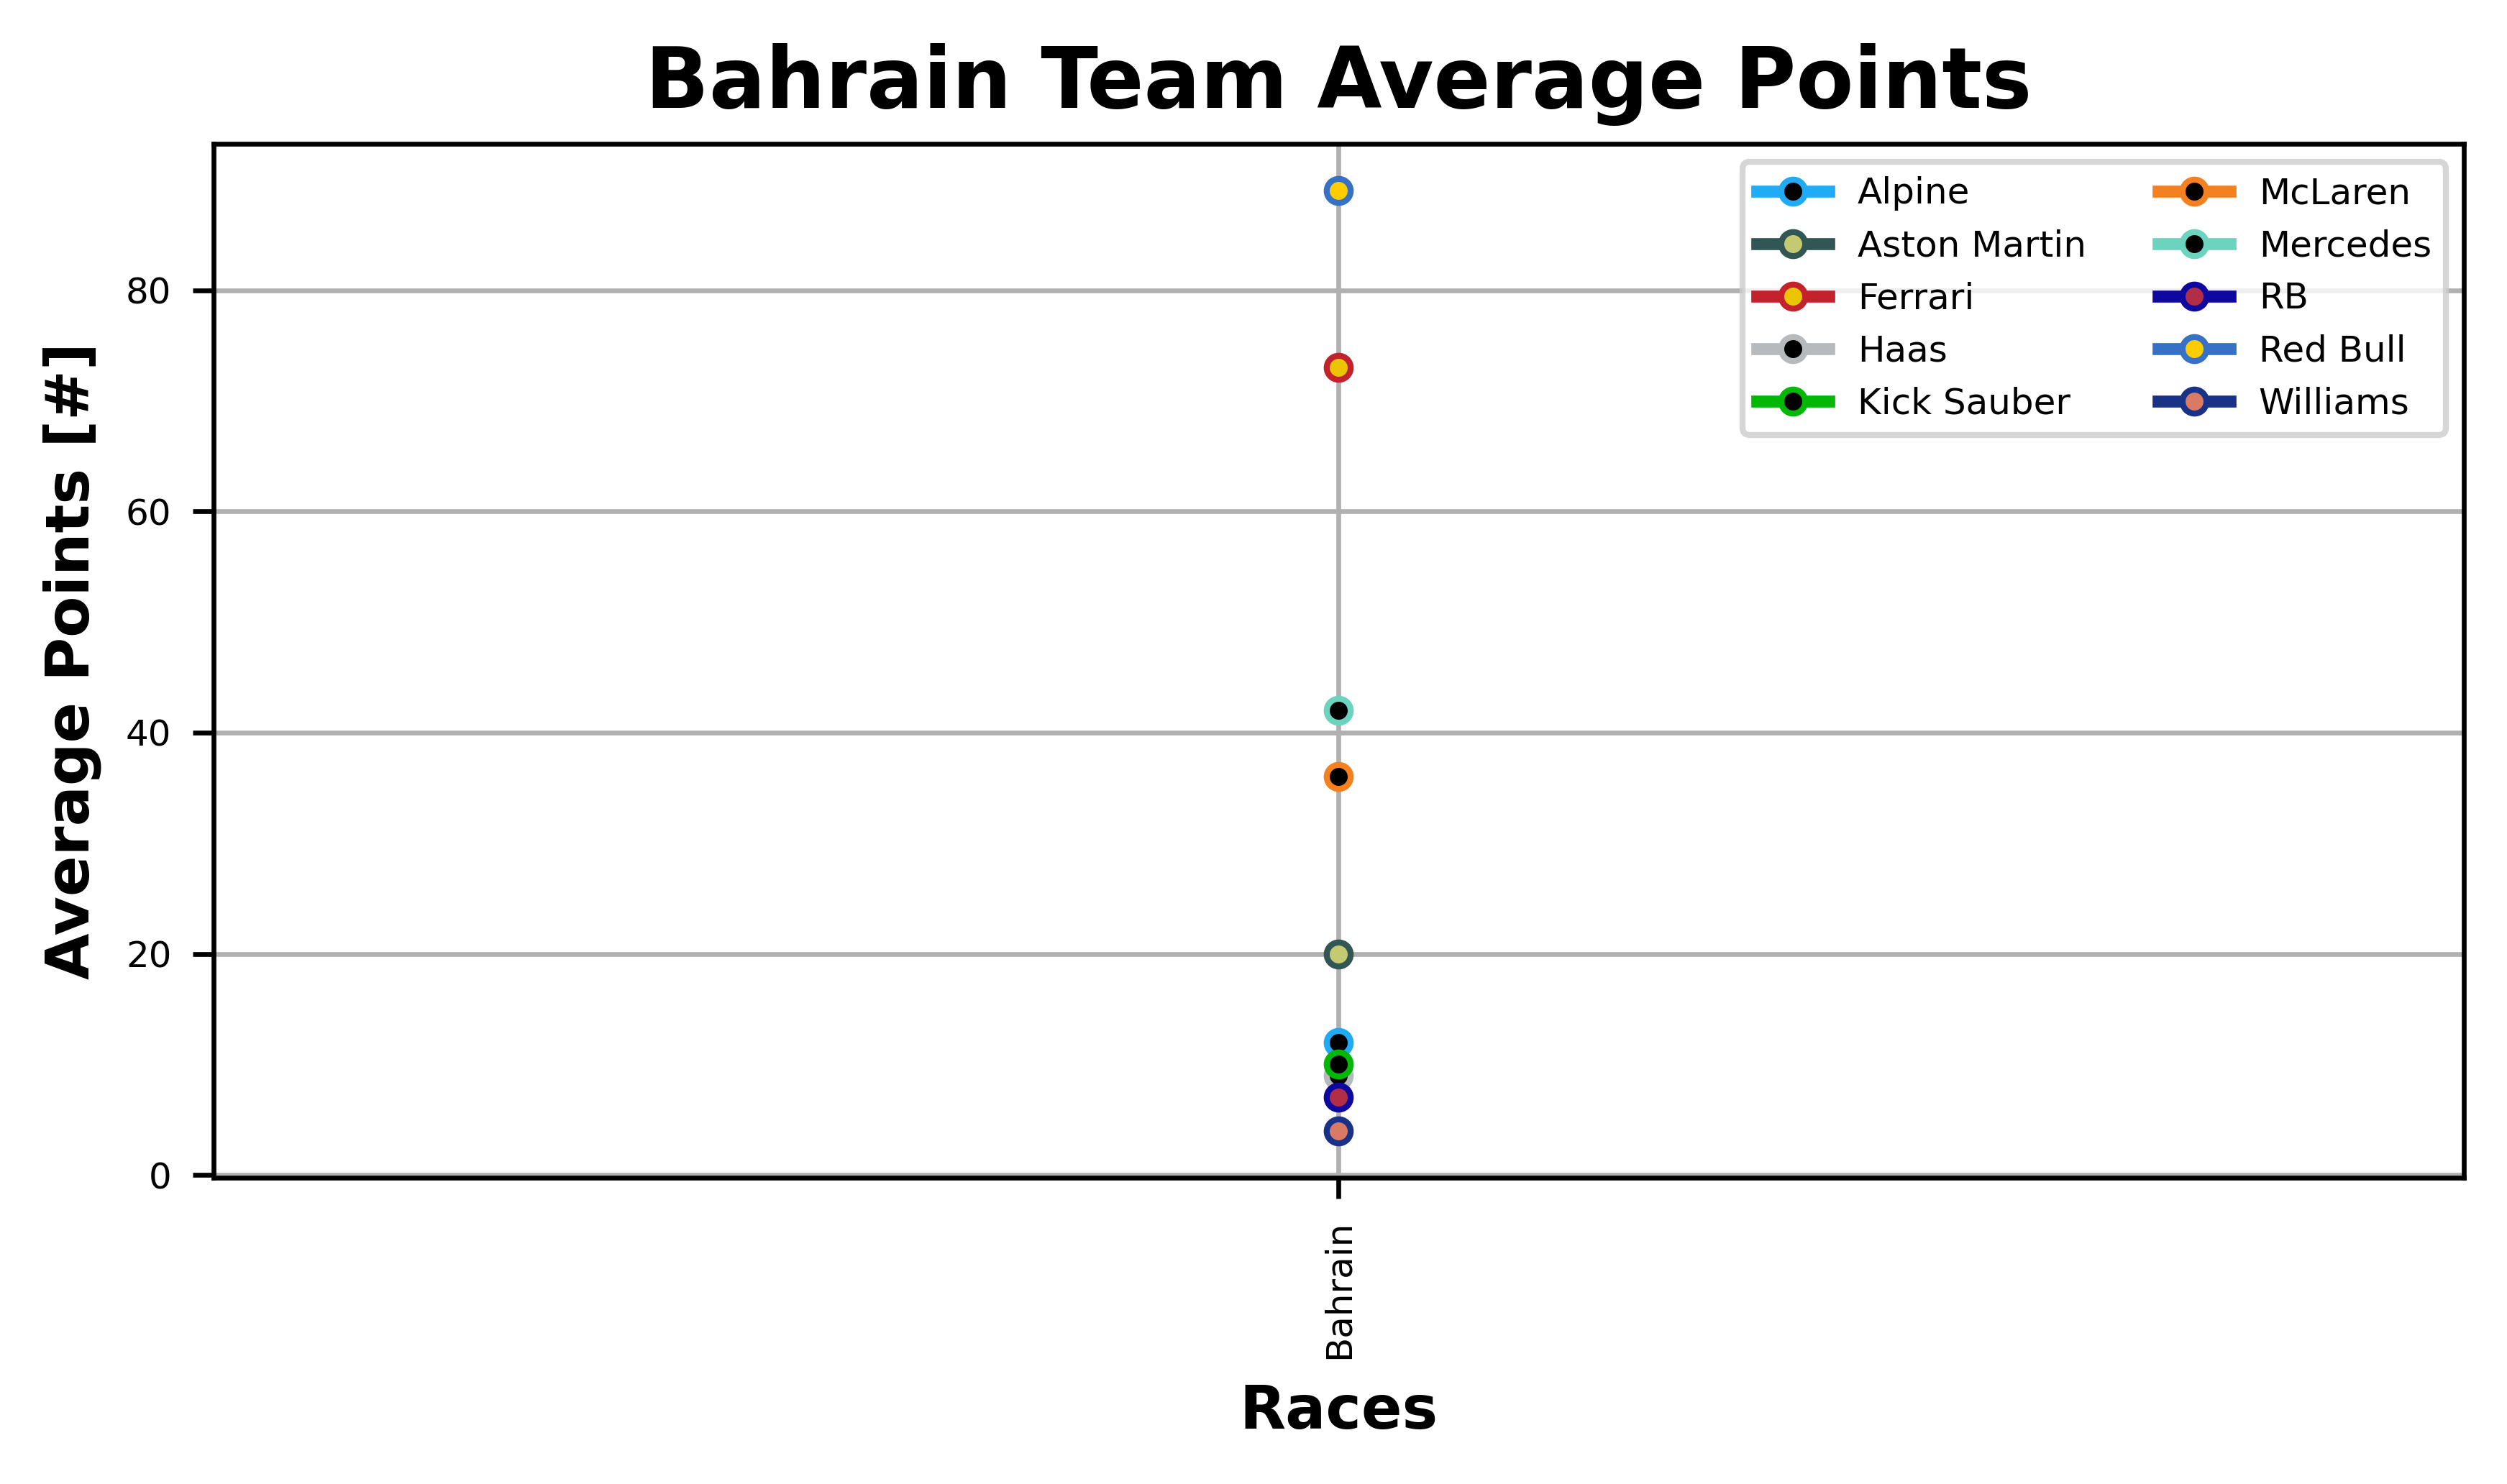 Bahrain Team Average Points
Average Points [#]
80
60
40
20
0
Alpine
Aston Martin
Ferrari
Haas
Kick Sauber
McLaren
Mercedes
RB
Red Bull
Williams
Bahrain
Races